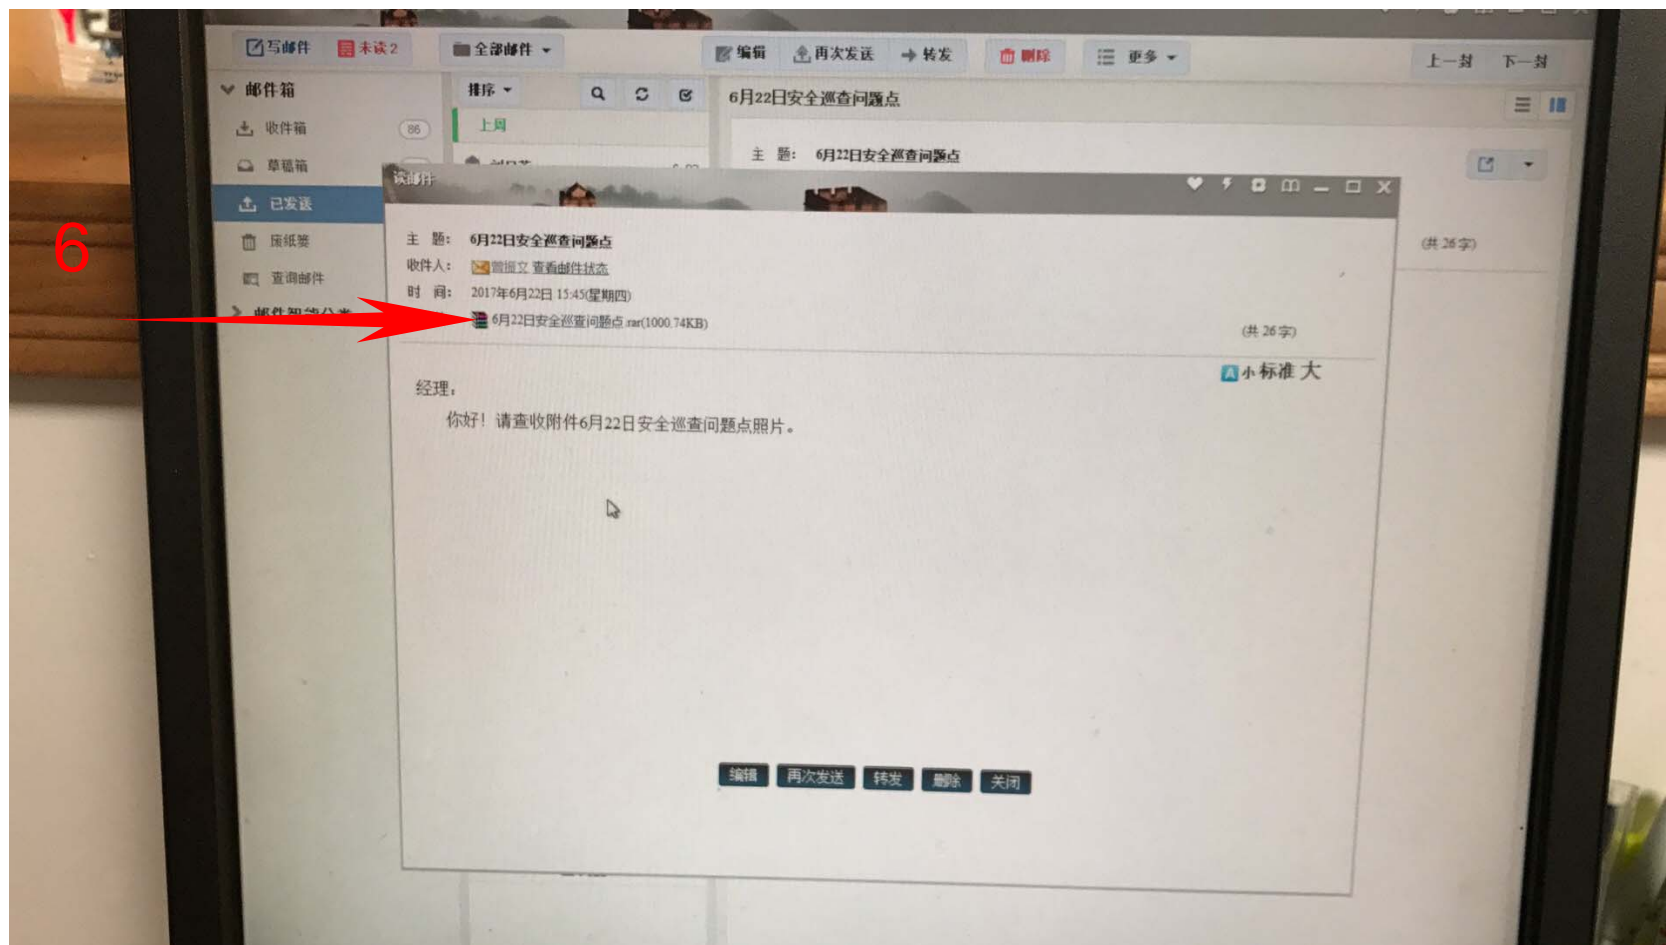 写邮件 未读 2 全部邮件 编辑 再次发送 转发 删除 更多 上一封 下一封
邮件箱 排序 6月22日安全巡查问题点
收件箱 86 上周
主 题: 6月22日安全巡查问题点
草稿箱
读邮件
已发送
6
废纸篓
主 题: 6月22日安全巡查问题点
(共 26 字)
查询邮件
收件人: 曾振文 查看邮件状态
时 间: 2017年6月22日 15:45(星期四)
邮件智能分类
6月22日安全巡查问题点.rar(1000.74KB)
(共 26 字)
A 小 标准 大
经理，
你好！请查收附件6月22日安全巡查问题点照片。
编辑 再次发送 转发 删除 关闭